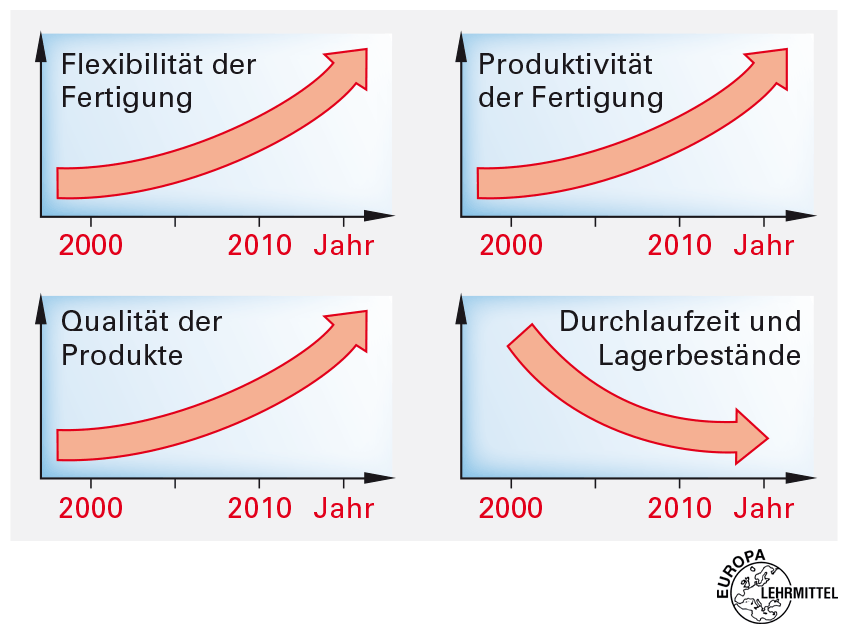 Flexibilität der
Fertigung
2000 2010 Jahr
Produktivität
der Fertigung
2000 2010 Jahr
Qualität der
Produkte
2000 2010 Jahr
Durchlaufzeit und
Lagerbestände
2000 2010 Jahr
EUROPA
LEHRMITTEL